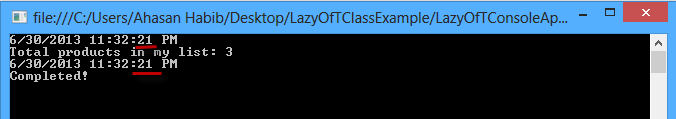 file:///C:/Users/Ahasan Habib/Desktop/LazyOfTClassExample/LazyOfTConsoleAp...
6/30/2013 11:32:21 PM
Total products in my list: 3
6/30/2013 11:32:21 PM
Completed!